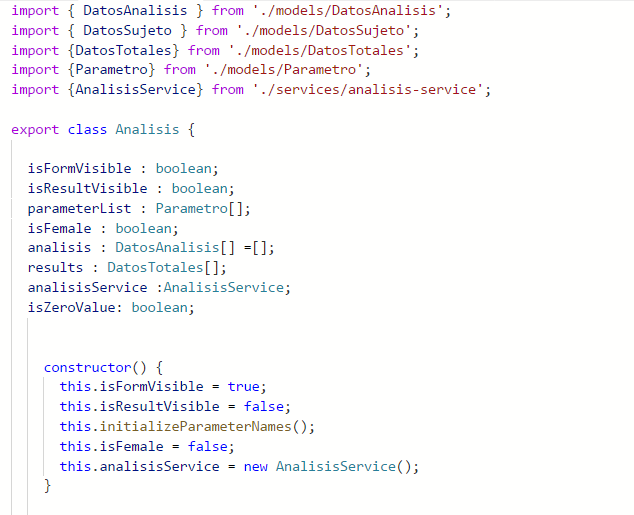 import { DatosAnalisis } from './models/DatosAnalisis';
import { DatosSujeto } from './models/DatosSujeto';
import {DatosTotales} from './models/DatosTotales';
import {Parametro} from './models/Parametro';
import {AnalisisService} from './services/analisis-service';
export class Analisis {
isFormVisible : boolean;
isResultVisible : boolean;
parameterList : Parametro[];
isFemale : boolean;
analisis : DatosAnalisis[] =[];
results : DatosTotales[];
analisisService :AnalisisService;
isZeroValue: boolean;
constructor() {
this.isFormVisible = true;
this.isResultVisible = false;
this.initializeParameterNames();
this.isFemale = false;
this.analisisService = new AnalisisService();
}